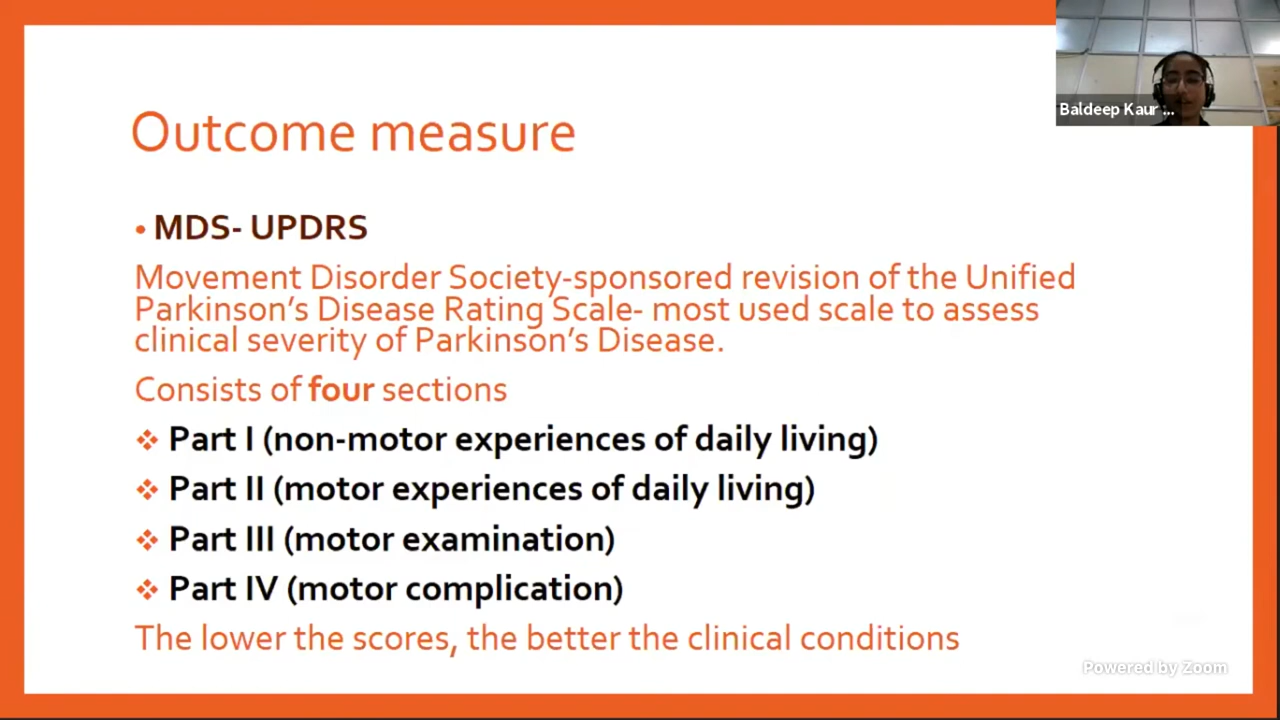 Baldeep Kaur ...
Outcome measure
• MDS- UPDRS
Movement Disorder Society-sponsored revision of the Unified
Parkinson’s Disease Rating Scale- most used scale to assess
clinical severity of Parkinson’s Disease.
Consists of four sections
❖ Part I (non-motor experiences of daily living)
❖ Part II (motor experiences of daily living)
❖ Part III (motor examination)
❖ Part IV (motor complication)
The lower the scores, the better the clinical conditions
Powered by Zoom